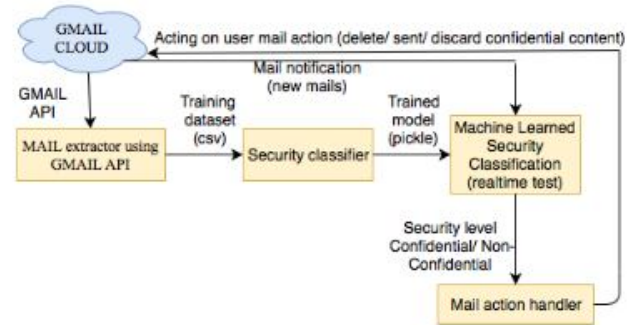 GMAIL
CLOUD
Acting on user mail action (delete/ sent/ discard confidential content)
Mail notification
(new mails)
GMAIL
API
Training
dataset
(csv)
Trained
model
(pickle)
MAIL extractor using
GMAIL API
Security classifier
Machine Learned
Security
Classification
(realtime test)
Security level
Confidential/ Non-
Confidential
Mail action handler